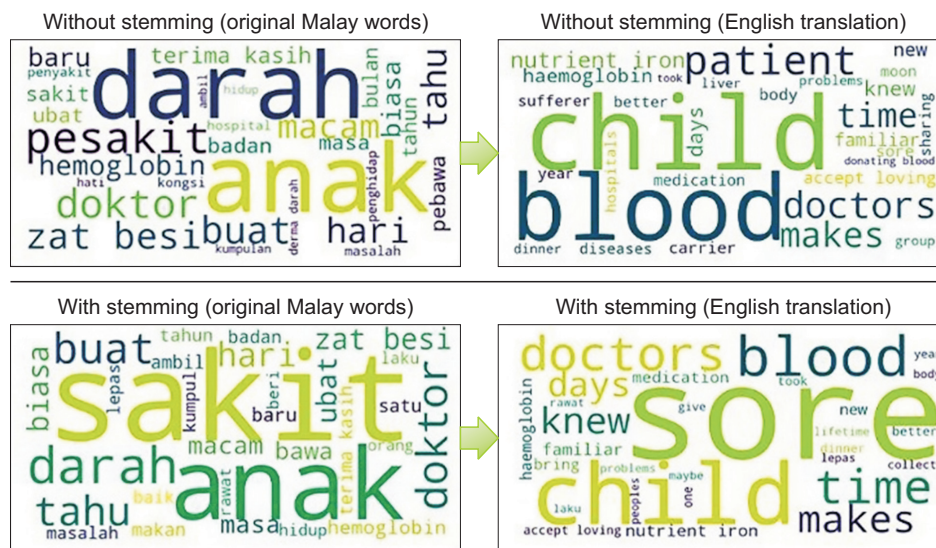 Without stemming (original Malay words)
baru
terima kasih
penyakit
darah
ambil
hidup
bulan
biasa
tahu
sakit
ubat
hospital
macam
tahun
pesakit
badan
masa
hemoglobin
anak
hati
kongsi
darah
penghidap
pebawa
doktor
zat besi
buat
derma
hari
kumpulan
masalah
Without stemming (English translation)
nutrient iron
patient
new
haemoglobin
took
liver
problems
moon
knew
sufferer
better
body
child
days
time
sharing
familiar
sore
donating blood
year
hospitals
medication
accept loving
blood
doctors
makes
group
dinner
diseases
carrier
With stemming (original Malay words)
tahun
badan
zat besi
buat
ambil
hari
laku
biasa
lepas
sakit
kumpul
beri
baru
ubat
terima kasih
satu
doktor
macam
bawa
orang
darah
anak
rawat
baik
tahu
masa
hidup
hemoglobin
masalah
makan
With stemming (English translation)
doctors
blood
year
days
medication
took
body
haemoglobin
rawat
sore
knew
give
new
lifetime
better
familiar
dinner
bring
problems
maybe
lepas
collect
child
peoples
one
time
laku
makes
accept loving
nutrient iron